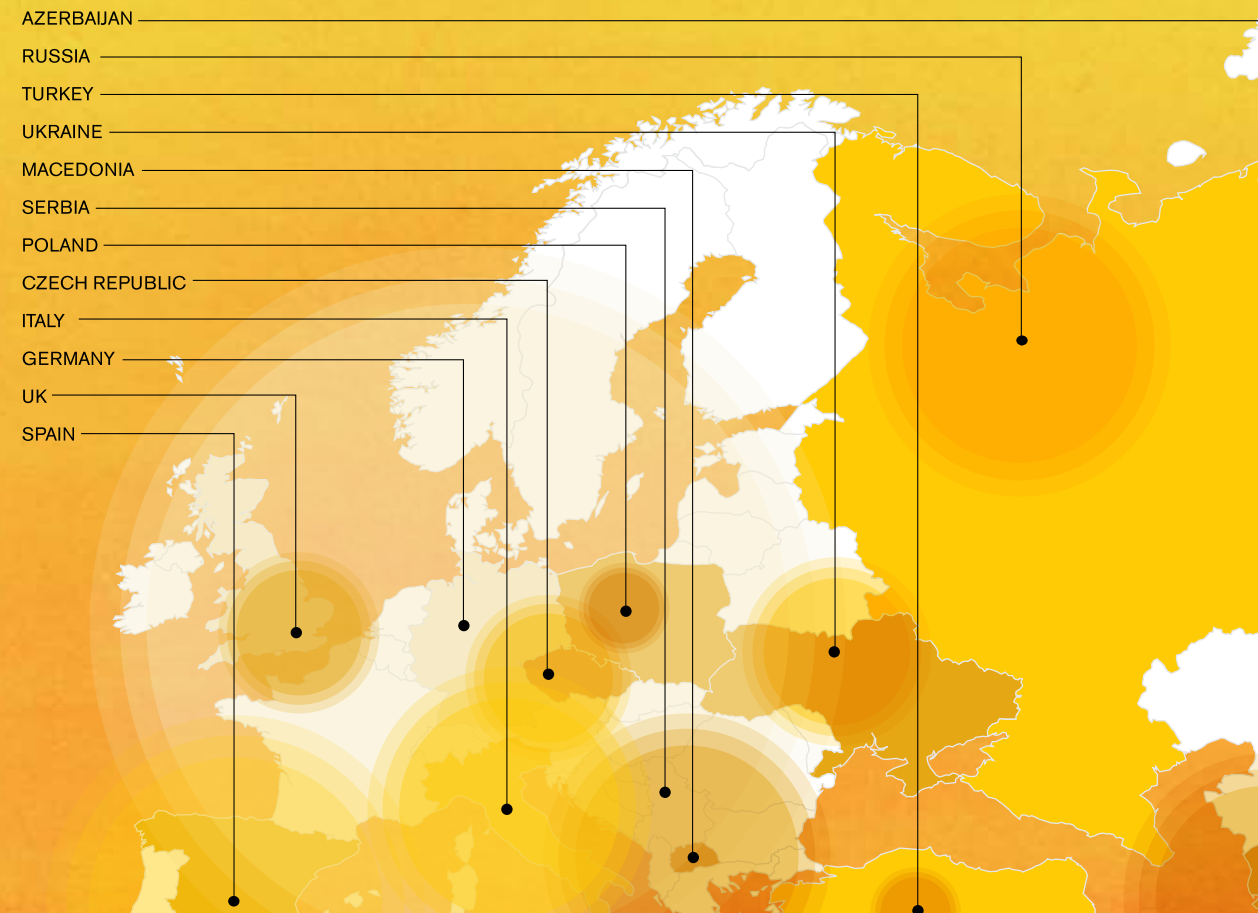 AZERBAIJAN
RUSSIA
TURKEY
UKRAINE
MACEDONIA
SERBIA
POLAND
CZECH REPUBLIC
ITALY
GERMANY
UK
SPAIN